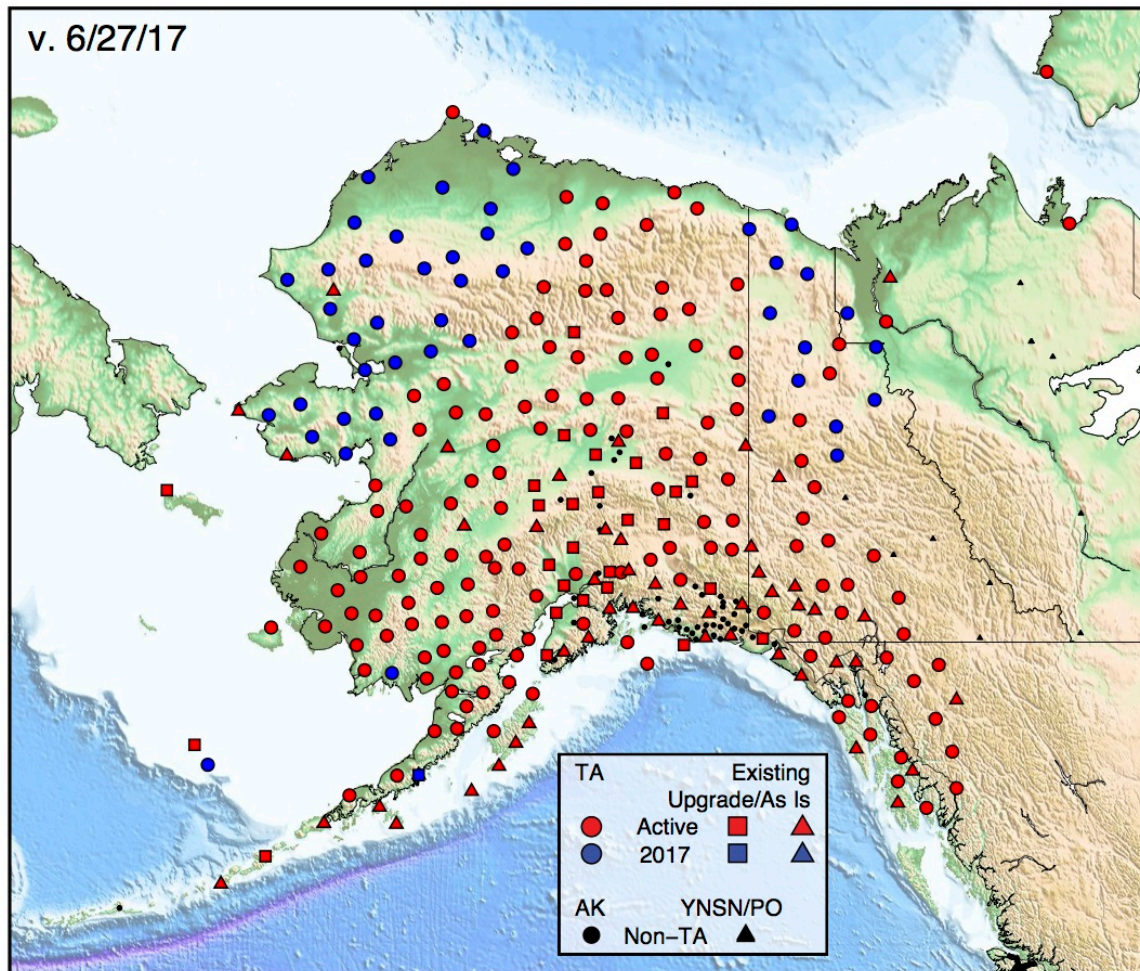 v. 6/27/17
TA Existing
Upgrade/As Is
Active
2017
AK YNSN/PO
Non-TA